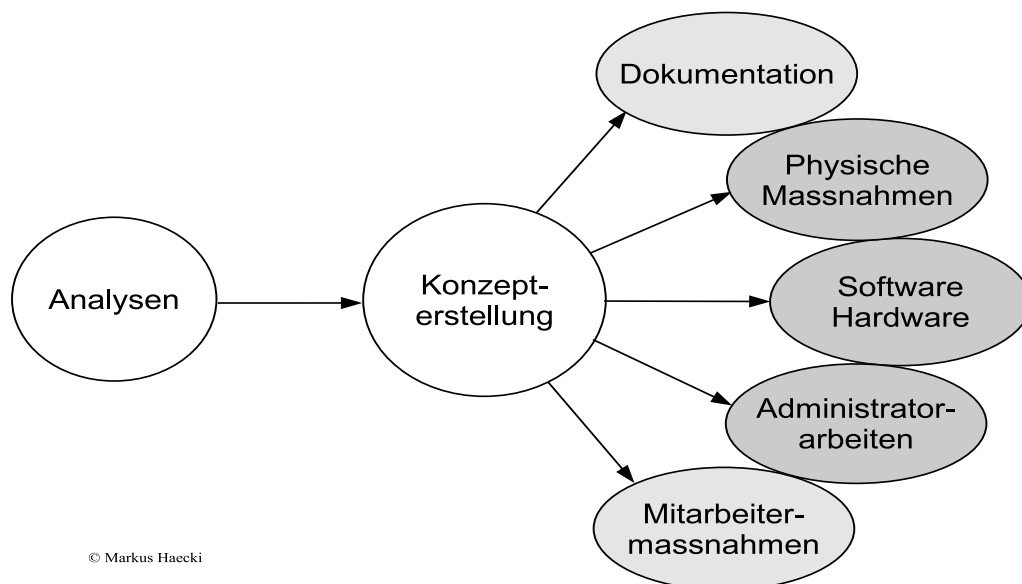 Dokumentation
Physische
Massnahmen
Analysen
Konzept-
erstellung
Software
Hardware
Administrator-
arbeiten
Mitarbeiter-
massnahmen
© Markus Haecki